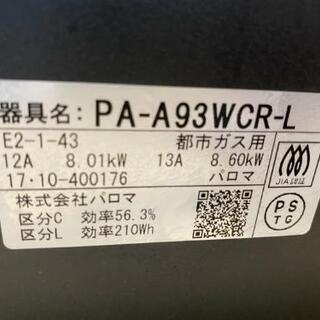 器具名: PA-A93WCR-L
E2-1-43 都市ガス用
12A 8.01kW 13A 8.60kW
17·10-400176 パロマ
株式会社パロマ
区分C 効率56.3%
区分L 効率210Wh
JIA認証
PS
TG